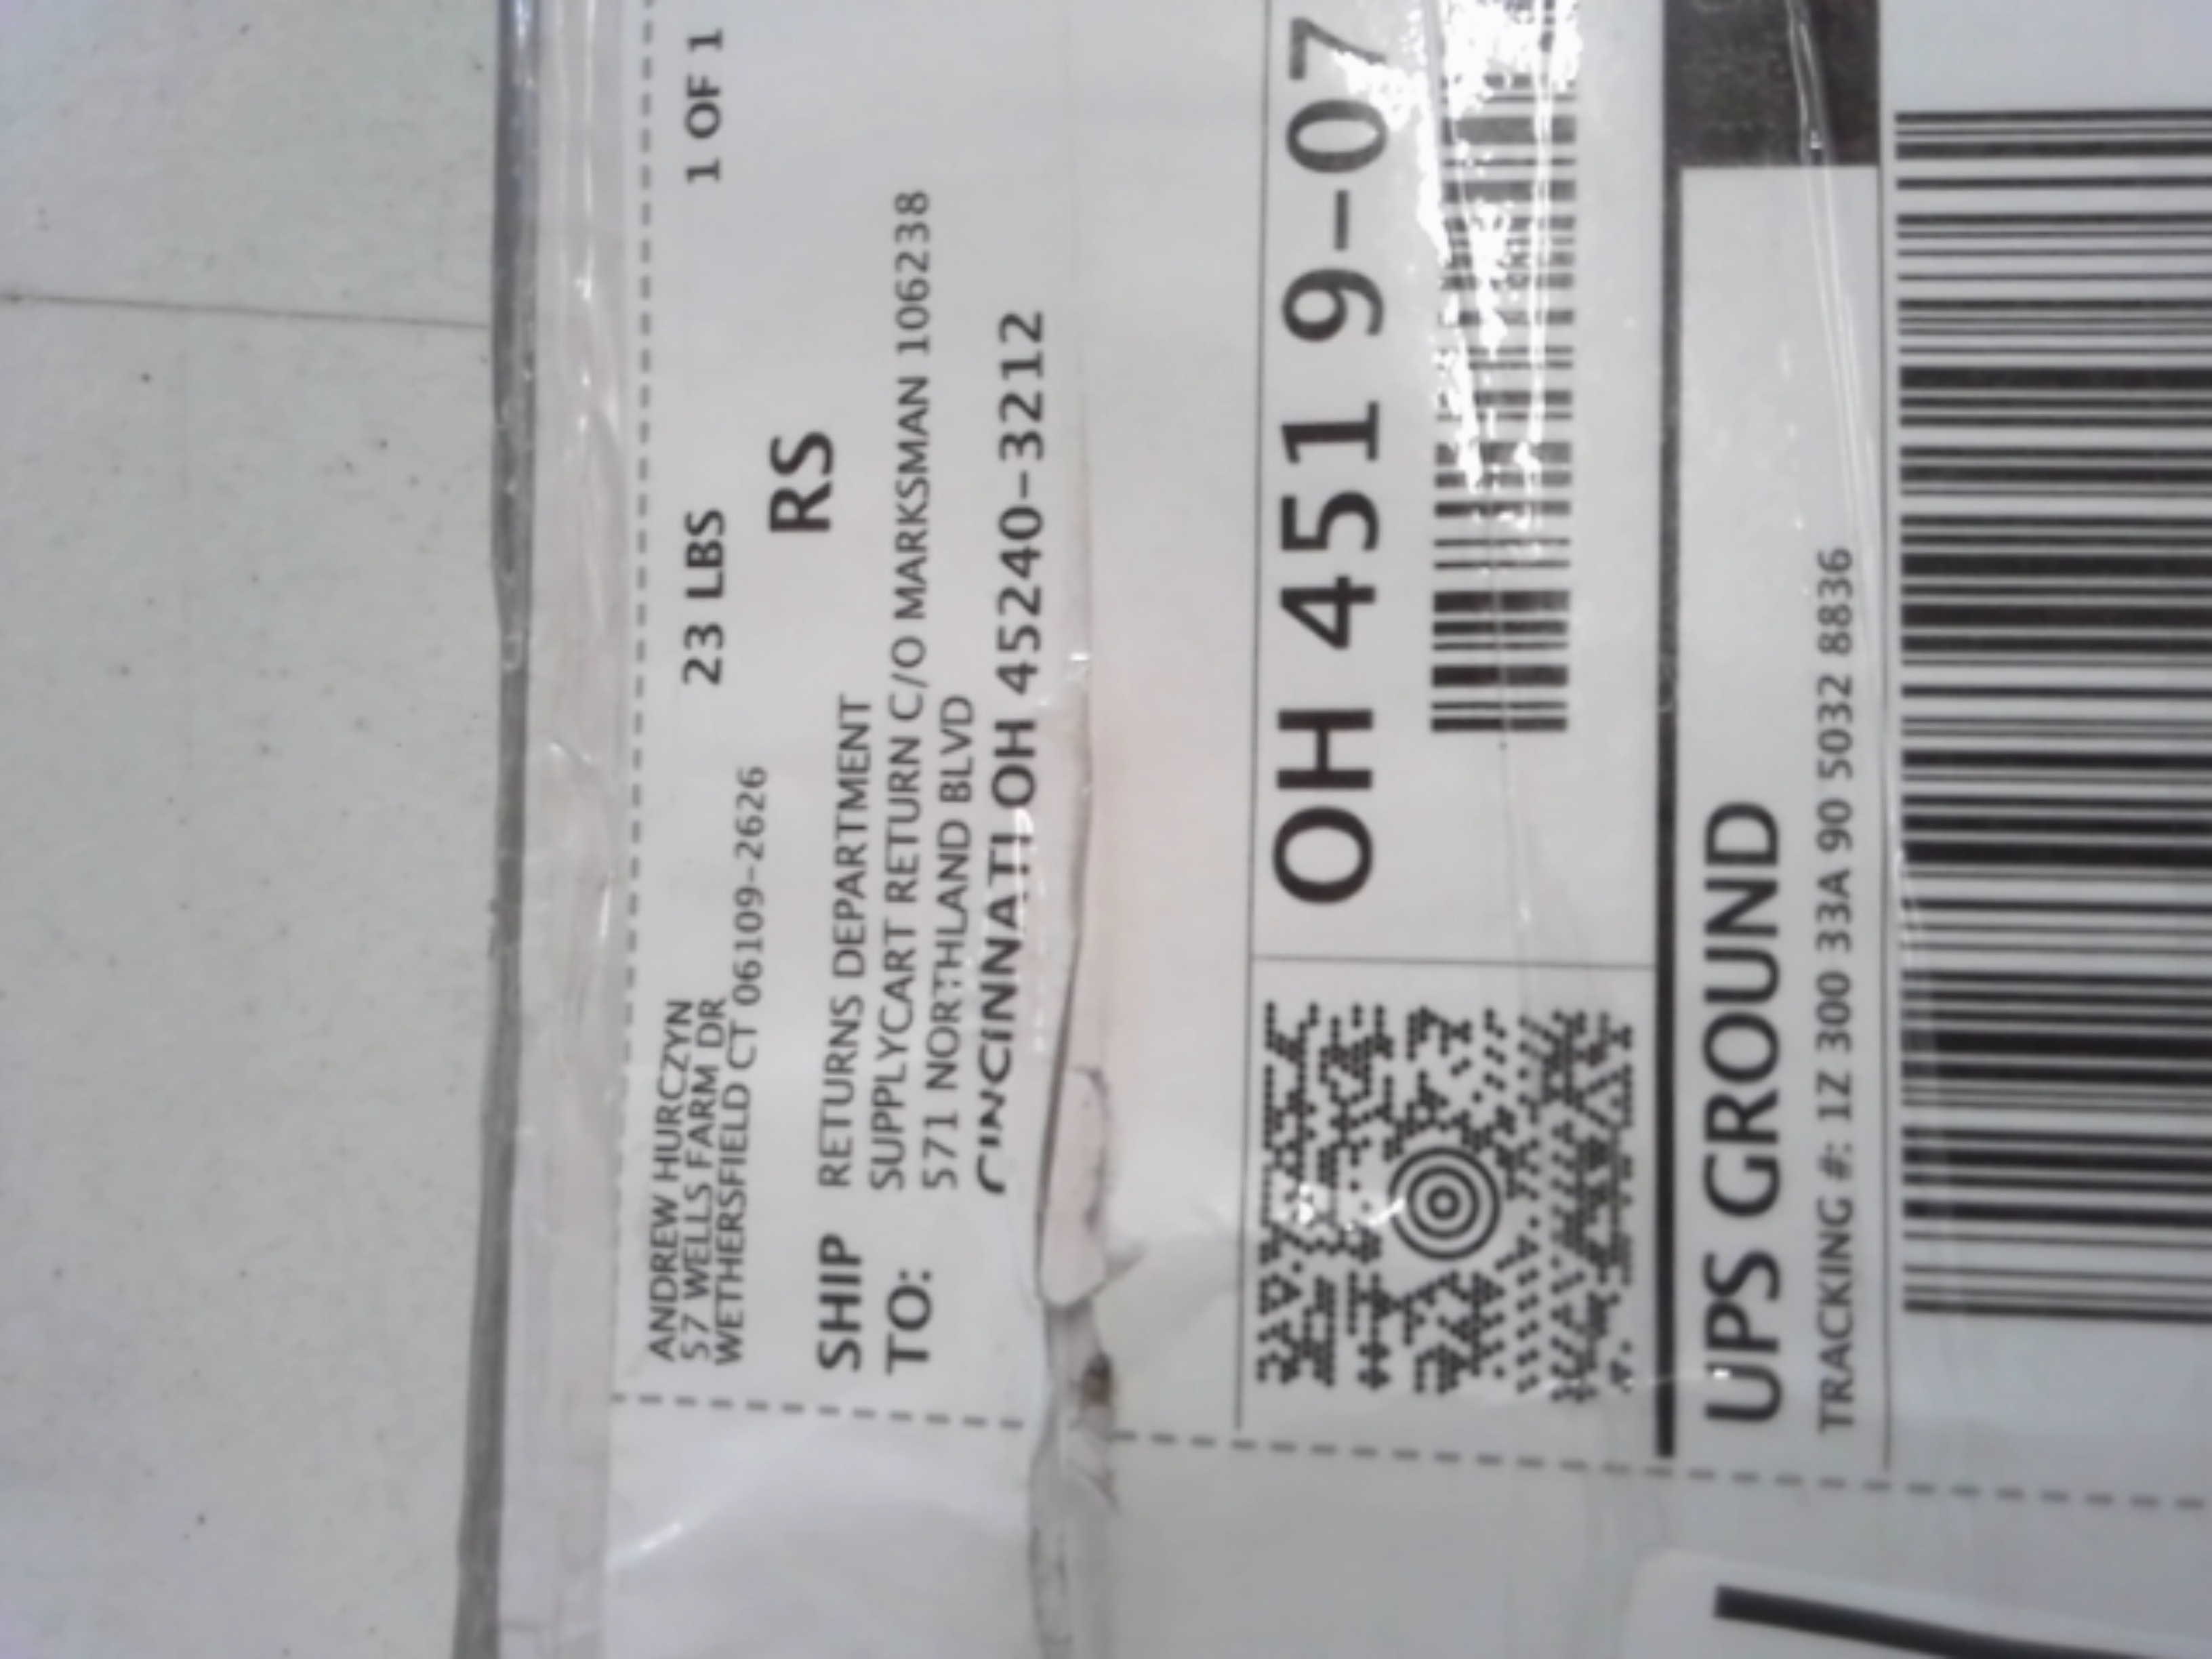 ANDREW HURCZYN
57 WELLS FARM DR
WETHERSFIELD CT 06109-2626
23 LBS
1 OF 1
RS
SHIP TO:
RETURNS DEPARTMENT
SUPPLYCART RETURN C/O MARKSMAN 106238
571 NORTHLAND BLVD
CINCINNATI OH 45240-3212
OH 451 9-07
UPS GROUND
TRACKING #: 1Z 300 33A 90 5032 8836